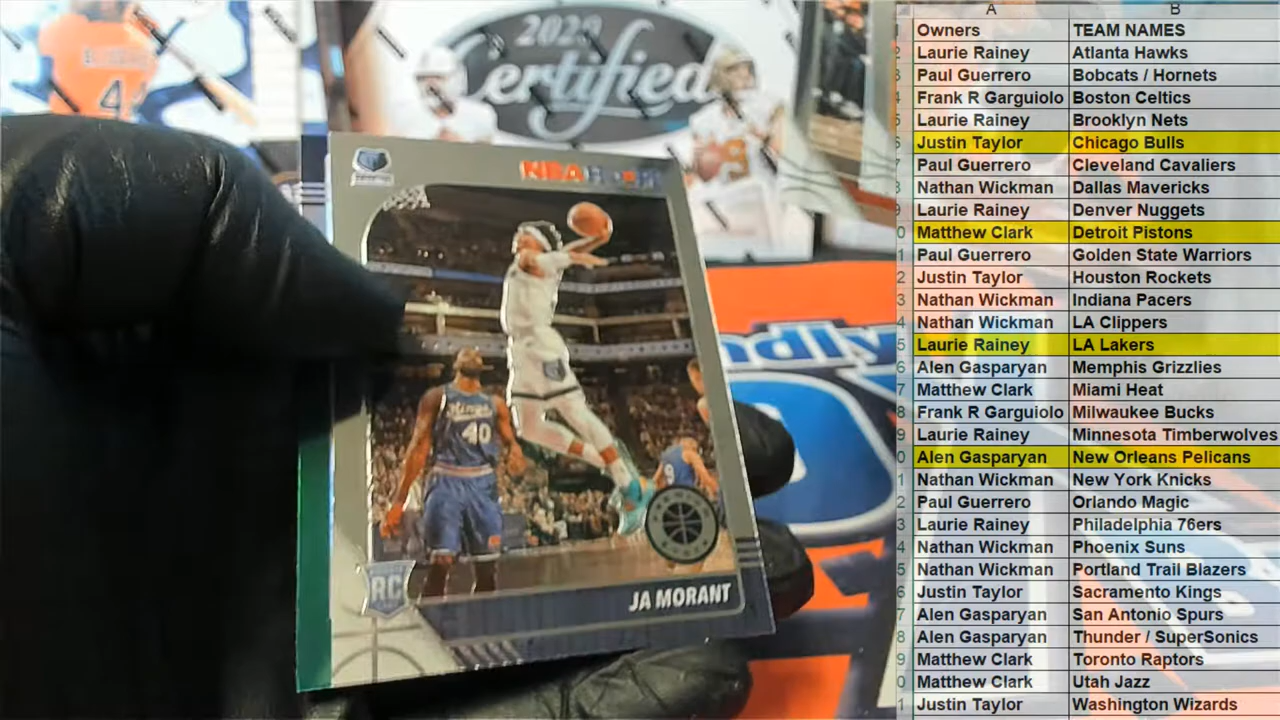 2020
Certified
NBA HOOPS
Kings
40
9
RC
JA MORANT
4
ndly
A B
Owners TEAM NAMES
Laurie Rainey Atlanta Hawks
Paul Guerrero Bobcats / Hornets
Frank R Garguiolo Boston Celtics
Laurie Rainey Brooklyn Nets
Justin Taylor Chicago Bulls
Paul Guerrero Cleveland Cavaliers
Nathan Wickman Dallas Mavericks
Laurie Rainey Denver Nuggets
Matthew Clark Detroit Pistons
Paul Guerrero Golden State Warriors
Justin Taylor Houston Rockets
Nathan Wickman Indiana Pacers
Nathan Wickman LA Clippers
Laurie Rainey LA Lakers
Alen Gasparyan Memphis Grizzlies
Matthew Clark Miami Heat
Frank R Garguiolo Milwaukee Bucks
Laurie Rainey Minnesota Timberwolves
Alen Gasparyan New Orleans Pelicans
Nathan Wickman New York Knicks
Paul Guerrero Orlando Magic
Laurie Rainey Philadelphia 76ers
Nathan Wickman Phoenix Suns
Nathan Wickman Portland Trail Blazers
Justin Taylor Sacramento Kings
Alen Gasparyan San Antonio Spurs
Alen Gasparyan Thunder / SuperSonics
Matthew Clark Toronto Raptors
Matthew Clark Utah Jazz
Justin Taylor Washington Wizards